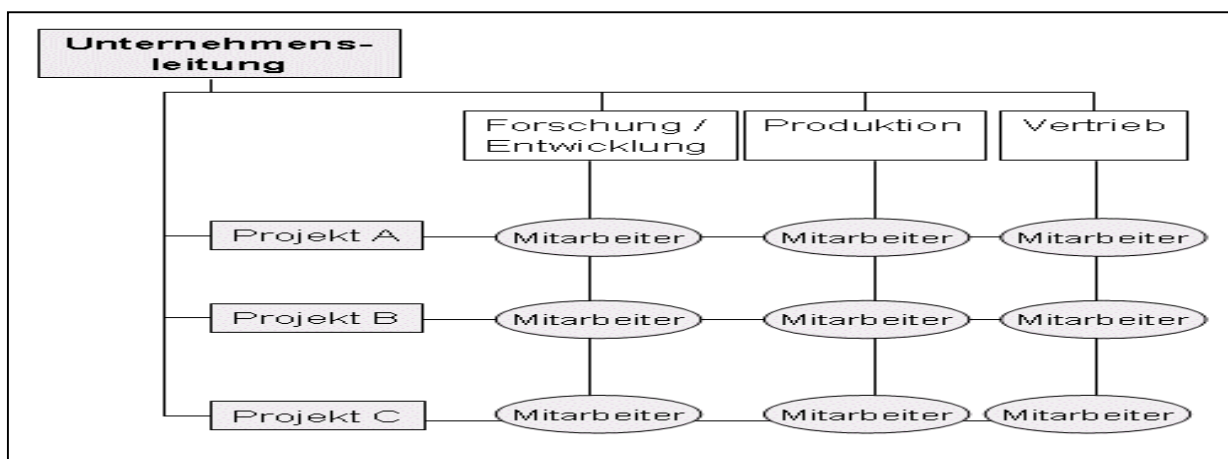 Unternehmens-
leitung
Forschung /
Entwicklung
Produktion
Vertrieb
Projekt A
Mitarbeiter
Mitarbeiter
Mitarbeiter
Projekt B
Mitarbeiter
Mitarbeiter
Mitarbeiter
Projekt C
Mitarbeiter
Mitarbeiter
Mitarbeiter